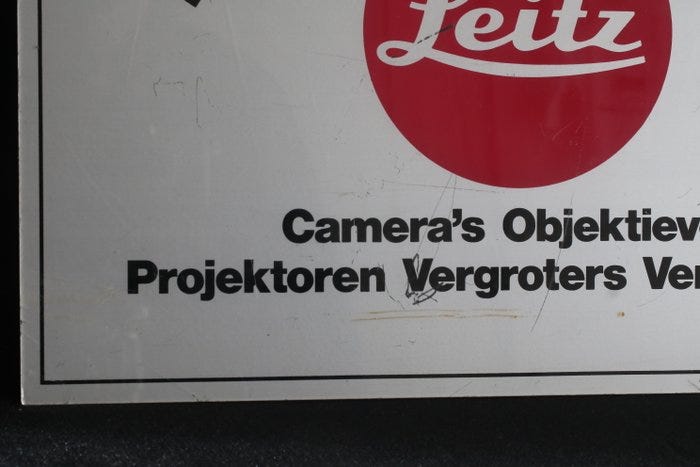 Leitz
Camera's Objektiev
Projektoren Vergroters Ver